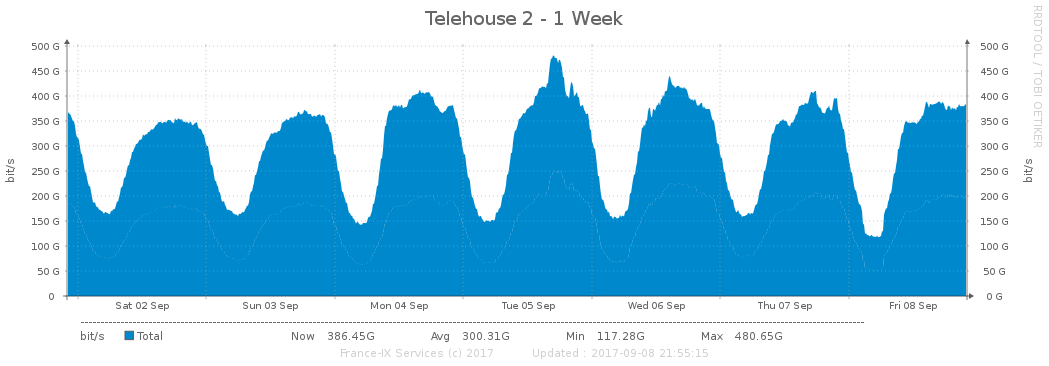 Telehouse 2 - 1 Week
RRDTOOL / TOBI OETIKER
500 G 500 G
450 G 450 G
400 G 400 G
350 G 350 G
300 G 300 G
250 G 250 G
200 G 200 G
150 G 150 G
100 G 100 G
50 G 50 G
0 0 G
bit/s bit/s
Sat 02 Sep Sun 03 Sep Mon 04 Sep Tue 05 Sep Wed 06 Sep Thu 07 Sep Fri 08 Sep
bit/s Total Now 386.45G Avg 300.31G Min 117.28G Max 480.65G
France-IX Services (c) 2017 Updated : 2017-09-08 21:55:15